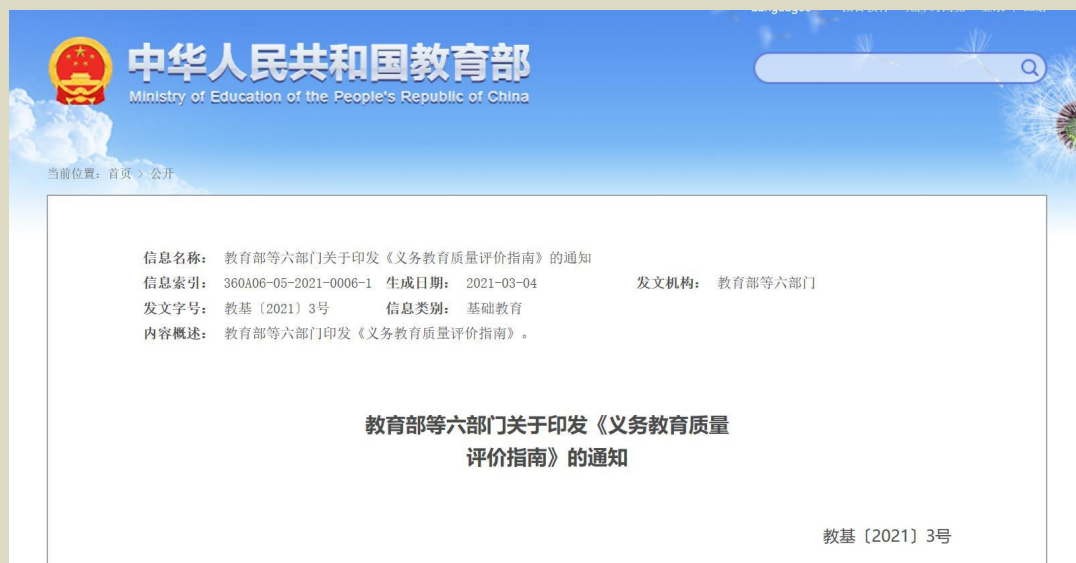 中华人民共和国教育部
Ministry of Education of the People's Republic of China
当前位置：首页 > 公开
信息名称： 教育部等六部门关于印发《义务教育质量评价指南》的通知
信息索引： 360A06-05-2021-0006-1 生成日期： 2021-03-04 发文机构： 教育部等六部门
发文字号： 教基〔2021〕3号 信息类别： 基础教育
内容概述： 教育部等六部门印发《义务教育质量评价指南》。
教育部等六部门关于印发《义务教育质量
评价指南》的通知
教基〔2021〕3号